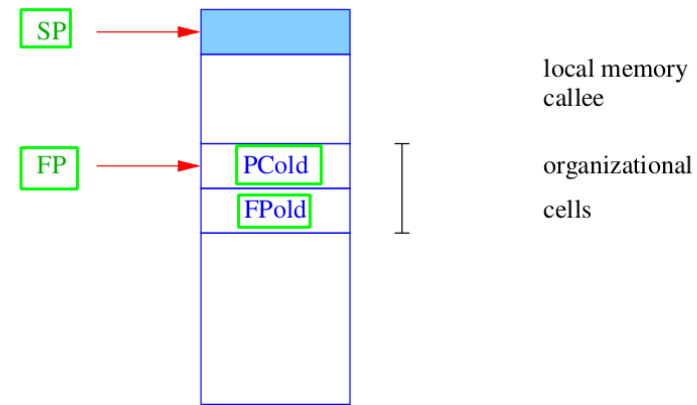 SP
local memory
callee
FP
PCold
organizational
FPold
cells